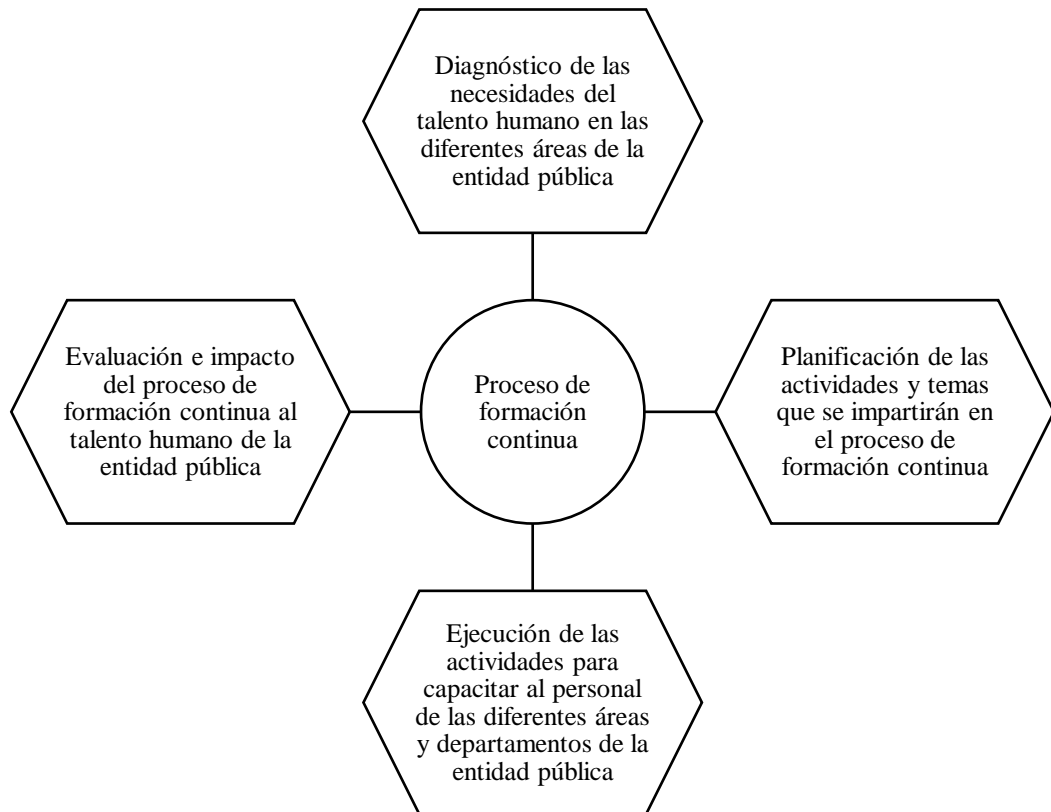 Diagnóstico de las
necesidades del
talento humano en las
diferentes áreas de la
entidad pública
Evaluación e impacto
del proceso de
formación continua al
talento humano de la
entidad pública
Proceso de
formación
continua
Planificación de las
actividades y temas
que se impartirán en
el proceso de
formación continua
Ejecución de las
actividades para
capacitar al personal
de las diferentes áreas
y departamentos de la
entidad pública